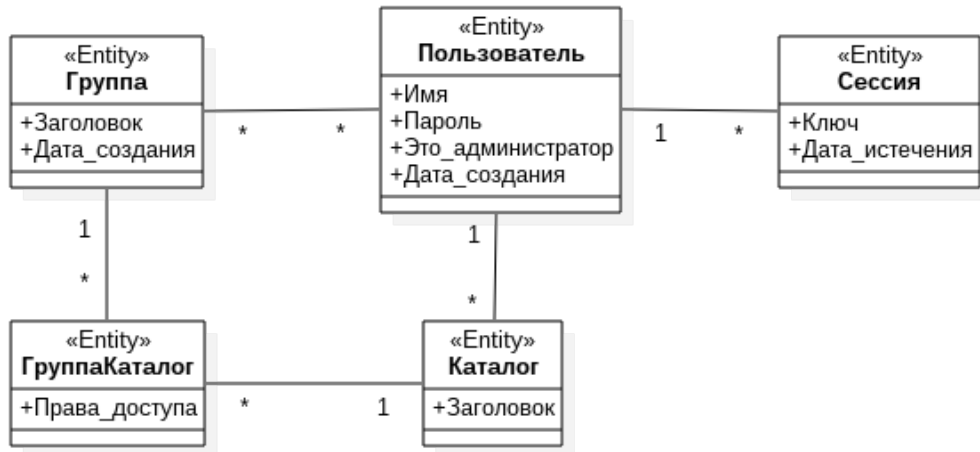 «Entity»
Группа
+Заголовок
+Дата_создания
«Entity»
Пользователь
+Имя
+Пароль
+Это_администратор
+Дата_создания
«Entity»
Сессия
+Ключ
+Дата_истечения
*
*
1
*
1
*
1
*
«Entity»
ГруппаКаталог
+Права_доступа
«Entity»
Каталог
+Заголовок
*
1